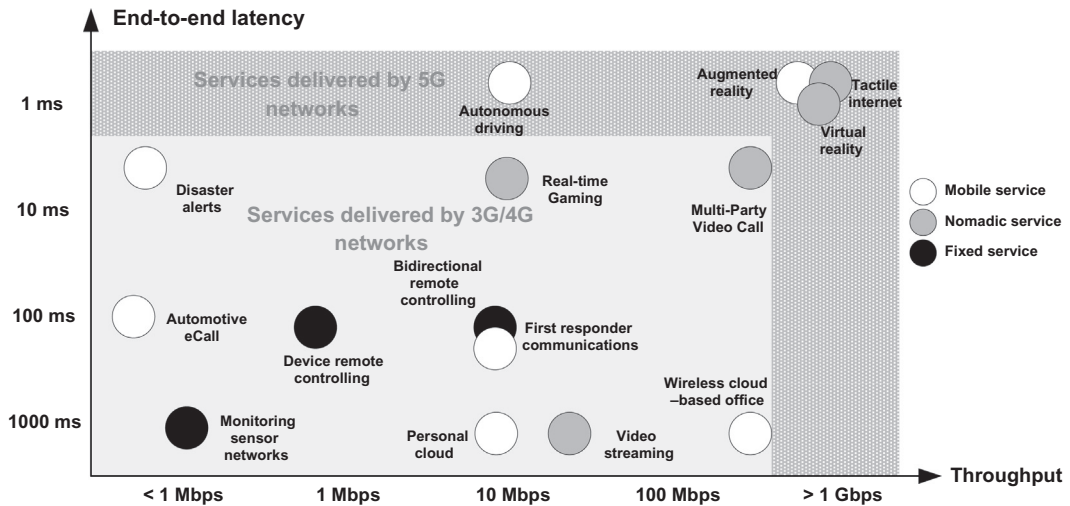 End-to-end latency
Services delivered by 5G
networks
Augmented
reality
Tactile
internet
1 ms
Autonomous
driving
Virtual
reality
Disaster
alerts
Real-time
Gaming
Mobile service
10 ms
Services delivered by 3G/4G
networks
Multi-Party
Video Call
Nomadic service
Fixed service
Bidirectional
remote
controlling
100 ms
Automotive
eCall
First responder
communications
Device remote
controlling
Wireless cloud
–based office
1000 ms
Monitoring
sensor
networks
Personal
cloud
Video
streaming
Throughput
< 1 Mbps
1 Mbps
10 Mbps
100 Mbps
> 1 Gbps